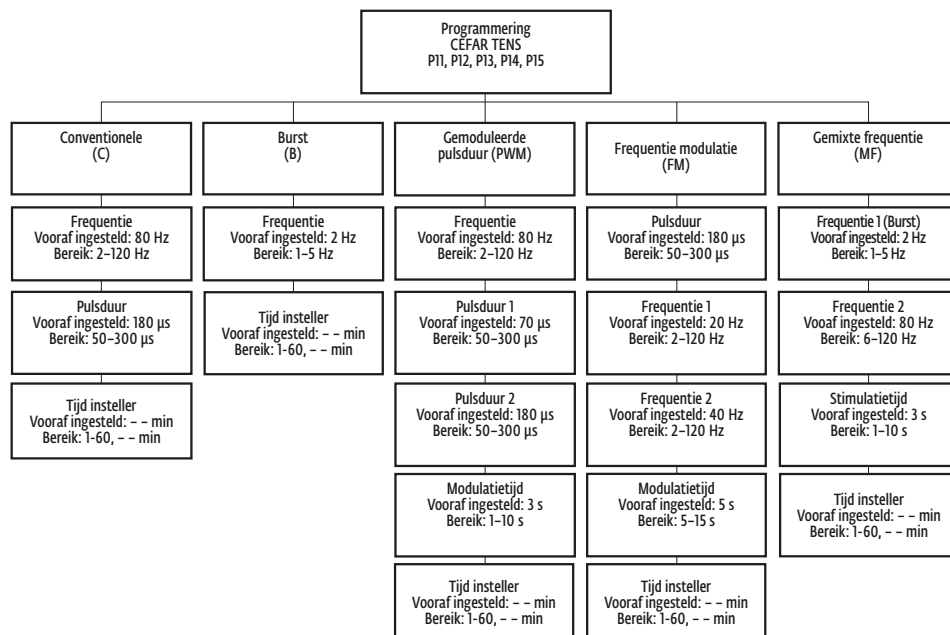 Programmering
CEFAR TENS
P11, P12, P13, P14, P15
Conventionele
(C)
Frequentie
Vooraf ingesteld: 80 Hz
Bereik: 2–120 Hz
Pulsduur
Vooraf ingesteld: 180 µs
Bereik: 50–300 µs
Tijd insteller
Vooraf ingesteld: – – min
Bereik: 1-60, – – min
Burst
(B)
Frequentie
Vooraf ingesteld: 2 Hz
Bereik: 1–5 Hz
Tijd insteller
Vooraf ingesteld: – – min
Bereik: 1-60, – – min
Gemoduleerde
pulsduur (PWM)
Frequentie
Vooraf ingesteld: 80 Hz
Bereik: 2–120 Hz
Pulsduur 1
Vooraf ingesteld: 70 µs
Bereik: 50–300 µs
Pulsduur 2
Vooraf ingesteld: 180 µs
Bereik: 50–300 µs
Modulatietijd
Vooraf ingesteld: 3 s
Bereik: 1–10 s
Tijd insteller
Vooraf ingesteld: – – min
Bereik: 1-60, – – min
Frequentie modulatie
(FM)
Pulsduur
Vooraf ingesteld: 180 µs
Bereik: 50–300 µs
Frequentie 1
Vooraf ingesteld: 20 Hz
Bereik: 2–120 Hz
Frequentie 2
Vooraf ingesteld: 40 Hz
Bereik: 2–120 Hz
Modulatietijd
Vooraf ingesteld: 5 s
Bereik: 5–15 s
Tijd insteller
Vooraf ingesteld: – – min
Bereik: 1-60, – – min
Gemixte frequentie
(MF)
Frequentie 1 (Burst)
Vooraf ingesteld: 2 Hz
Bereik: 1–5 Hz
Frequentie 2
Vooaf ingesteld: 80 Hz
Bereik: 6–120 Hz
Stimulatietijd
Vooraf ingesteld: 3 s
Bereik: 1–10 s
Tijd insteller
Vooraf ingesteld: – – min
Bereik: 1-60, – – min